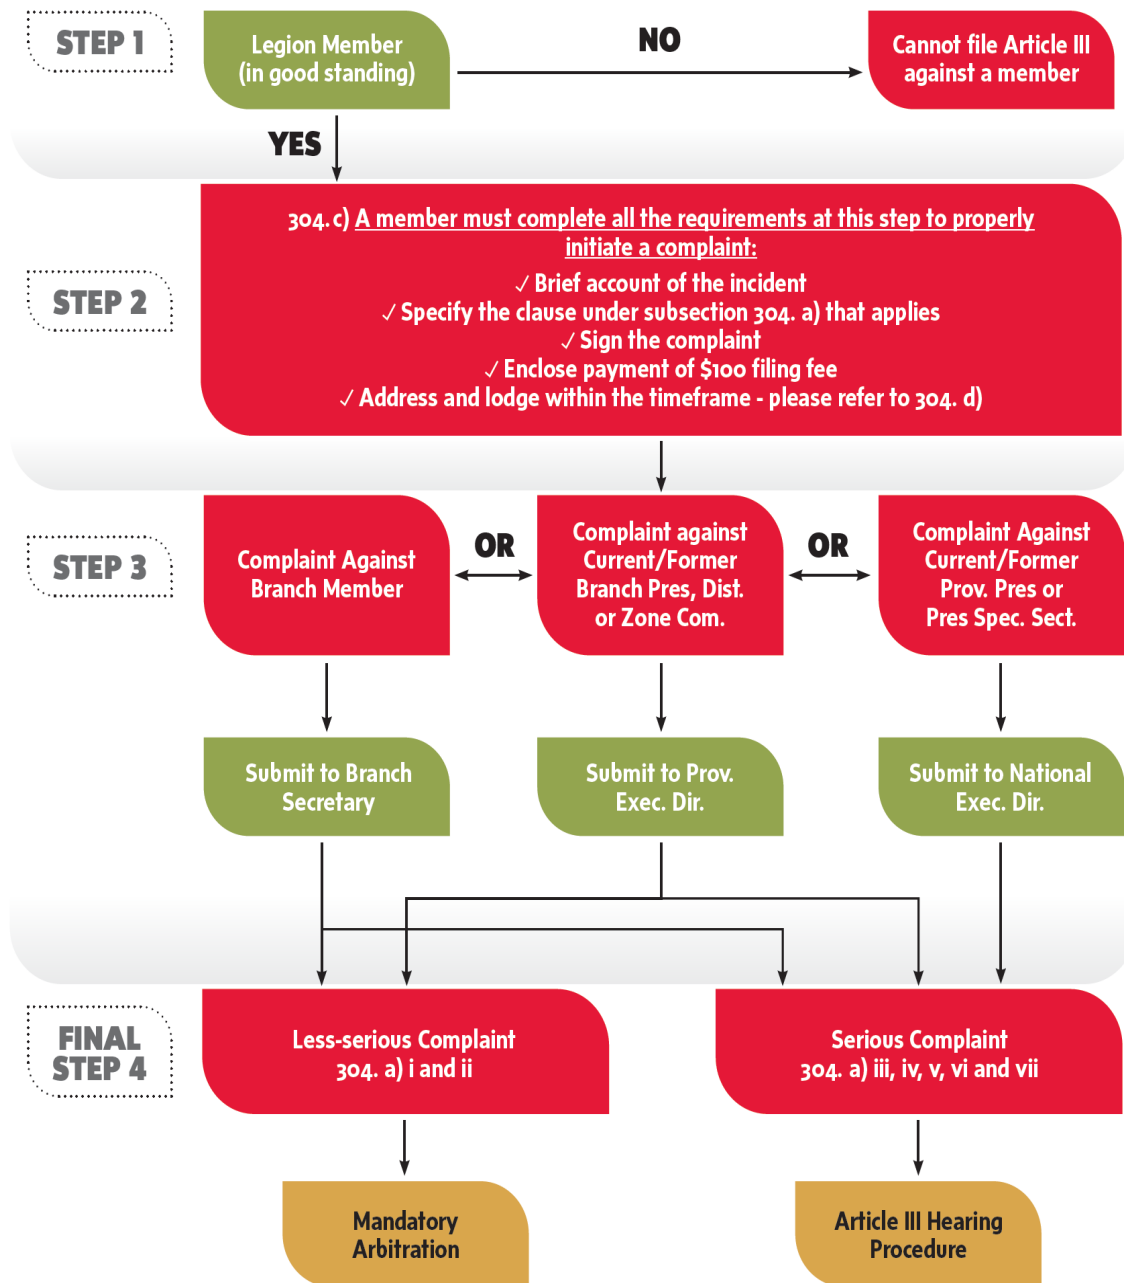 STEP 1
Legion Member
(in good standing)
NO
Cannot file Article III
against a member
YES
STEP 2
304. c) A member must complete all the requirements at this step to properly
initiate a complaint:
✓ Brief account of the incident
✓ Specify the clause under subsection 304. a) that applies
✓ Sign the complaint
✓ Enclose payment of $100 filing fee
✓ Address and lodge within the timeframe - please refer to 304. d)
STEP 3
Complaint Against
Branch Member
OR
Complaint against
Current/Former
Branch Pres, Dist.
or Zone Com.
OR
Complaint Against
Current/Former
Prov. Pres or
Pres Spec. Sect.
Submit to Branch
Secretary
Submit to Prov.
Exec. Dir.
Submit to National
Exec. Dir.
FINAL
STEP 4
Less-serious Complaint
304. a) i and ii
Serious Complaint
304. a) iii, iv, v, vi and vii
Mandatory
Arbitration
Article III Hearing
Procedure